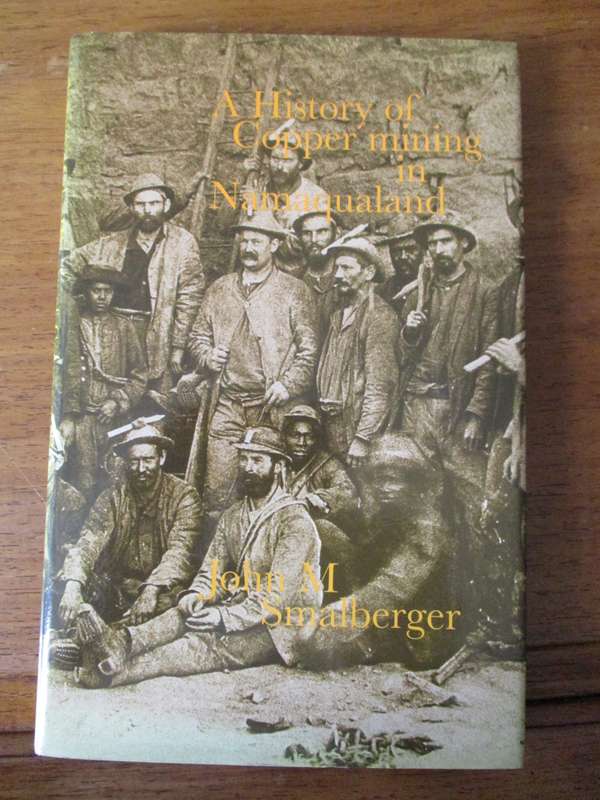 A History of
Copper mining
in
Namaqualand
John M
Smalberger